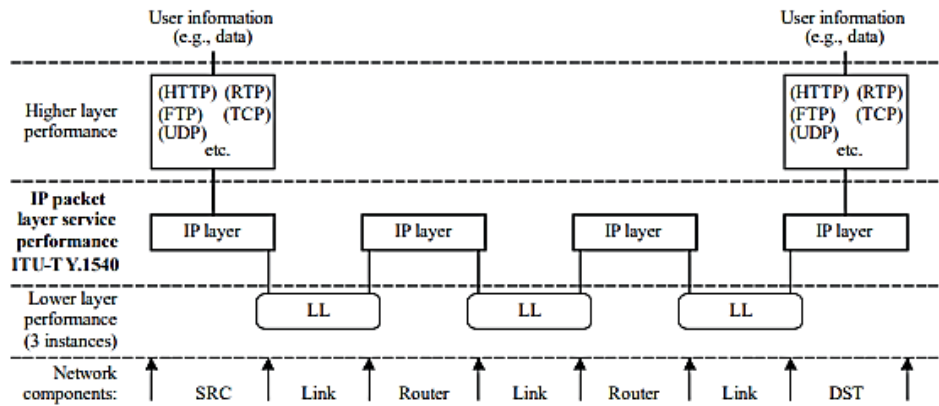 User information
(e.g., data)
User information
(e.g., data)
Higher layer
performance
(HTTP) (RTP)
(FTP) (TCP)
(UDP)
etc.
(HTTP) (RTP)
(FTP) (TCP)
(UDP)
etc.
IP packet
layer service
performance
ITU-T Y.1540
IP layer
IP layer
IP layer
IP layer
Lower layer
performance
(3 instances)
LL
LL
LL
Network
components:
SRC
Link
Router
Link
Router
Link
DST